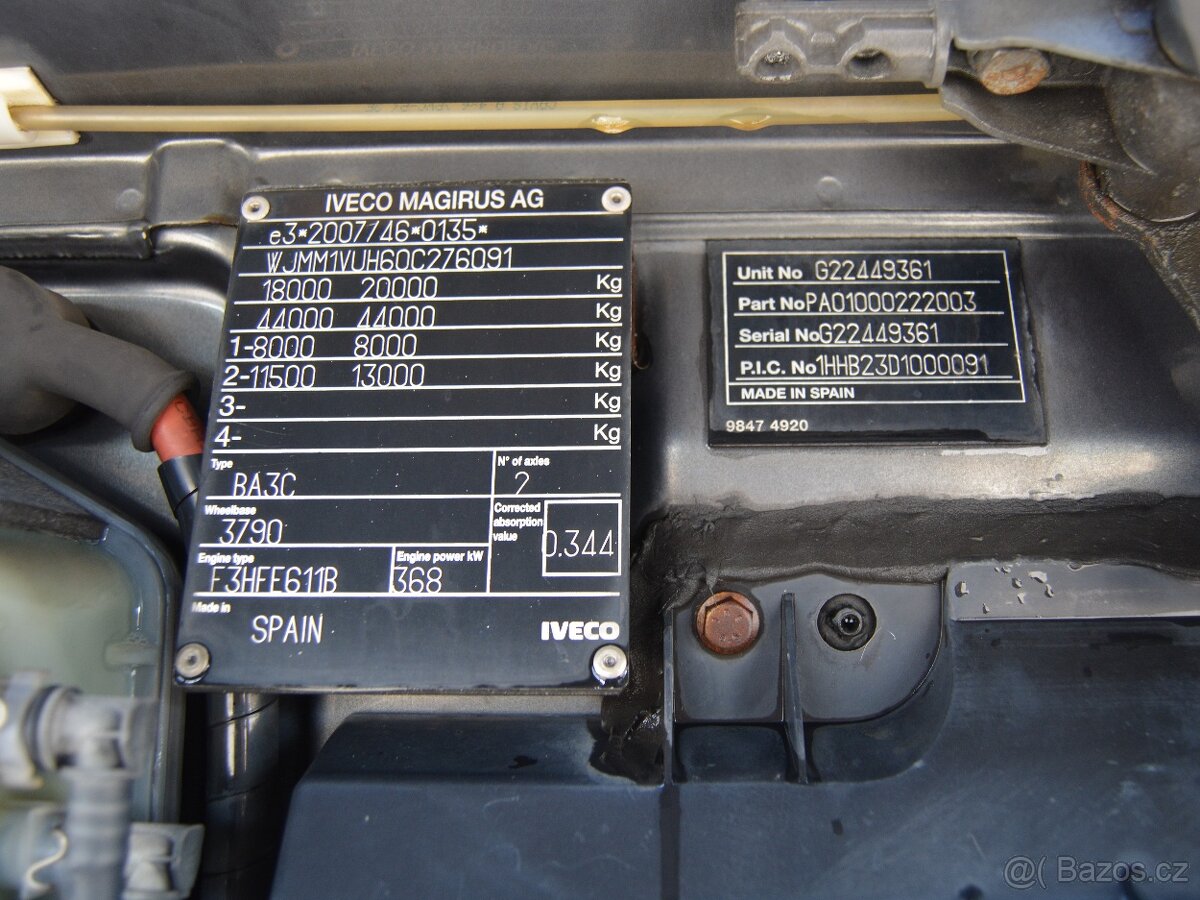 IVECO MAGIRUS AG
e3*2007/46*0135*
WJMM1VUH60C276091
18000 20000 Kg
44000 44000 Kg
1-8000 8000 Kg
2-11500 13000 Kg
3- Kg
4- Kg
Type
BA3C
N° of axles
2
Wheelbase
3790
Corrected
absorption
value
0.344
Engine type
F3HFE611B
Engine power kW
368
Made in
SPAIN
IVECO
Unit No G22449361
Part No PA01000222003
Serial No G22449361
P.I.C. No 1HHB23D1000091
MADE IN SPAIN
9847 4920
@( Bazos.cz